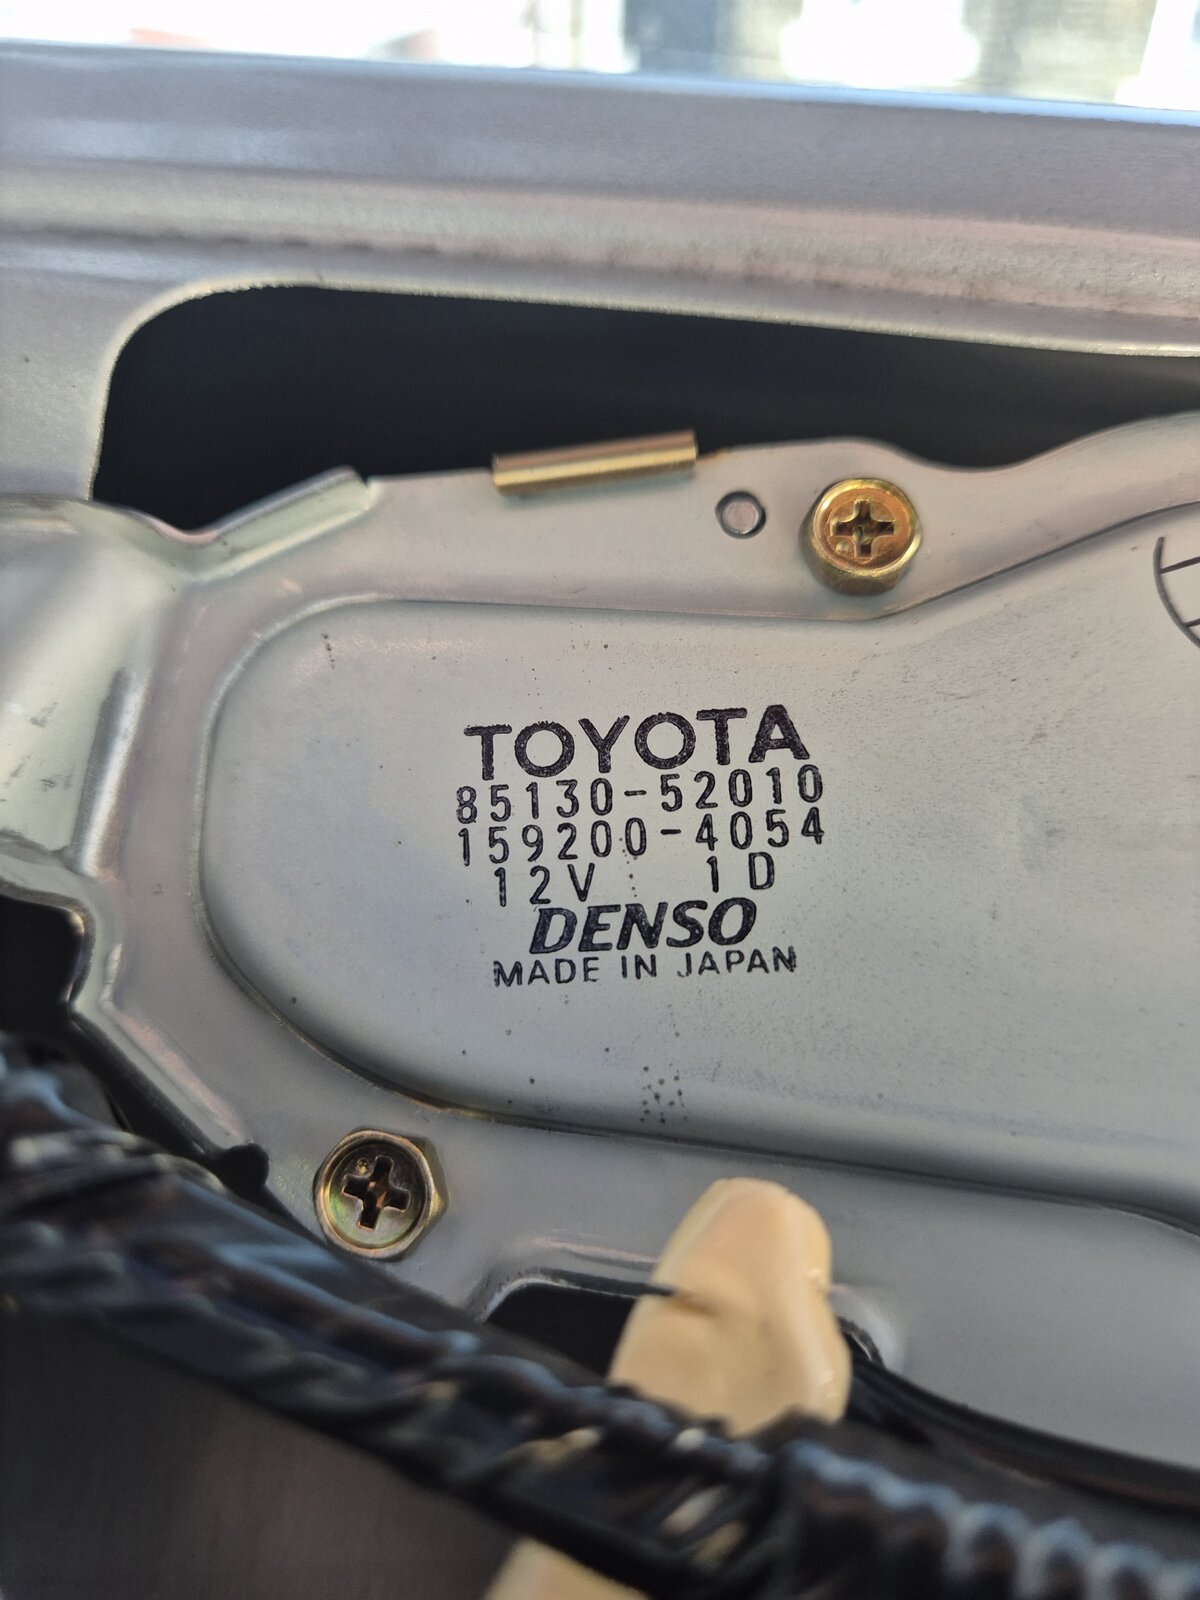 TOYOTA
85130-52010
159200-4054
12V 1D
DENSO
MADE IN JAPAN